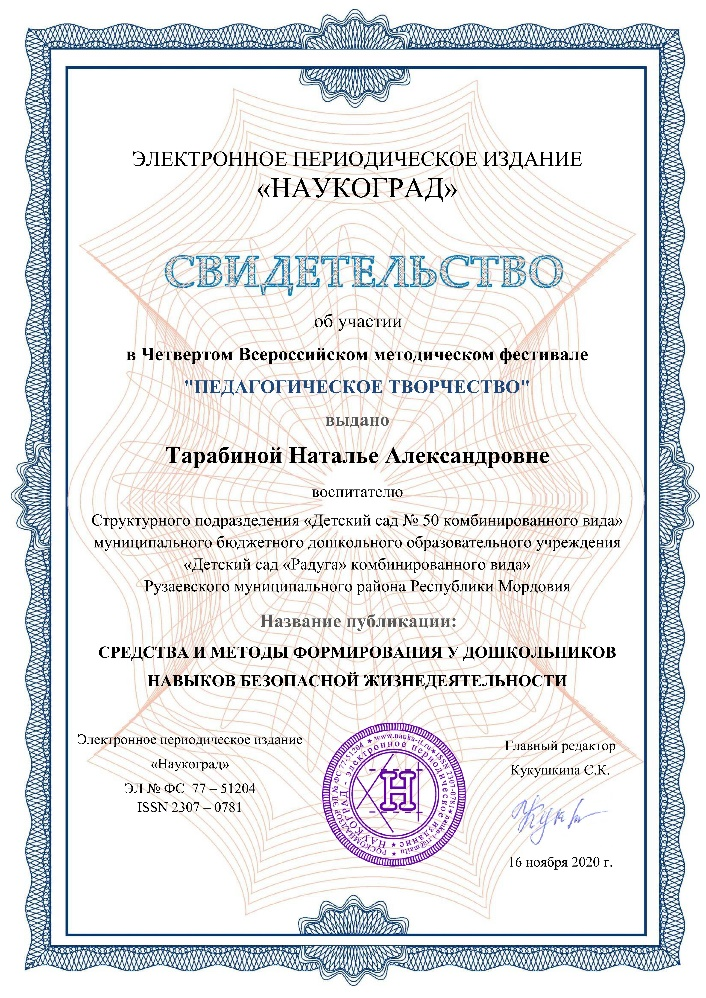 ЭЛЕКТРОННОЕ ПЕРИОДИЧЕСКОЕ ИЗДАНИЕ
«НАУКОГРАД»
СВИДЕТЕЛЬСТВО
об участии
в Четвертом Всероссийском методическом фестивале
"ПЕДАГОГИЧЕСКОЕ ТВОРЧЕСТВО"
выдано
Тарабиной Наталье Александровне
воспитателю
Структурного подразделения «Детский сад № 50 комбинированного вида»
муниципального бюджетного дошкольного образовательного учреждения
«Детский сад «Радуга» комбинированного вида»
Рузаевского муниципального района Республики Мордовия
Название публикации:
СРЕДСТВА И МЕТОДЫ ФОРМИРОВАНИЯ У ДОШКОЛЬНИКОВ
НАВЫКОВ БЕЗОПАСНОЙ ЖИЗНЕДЕЯТЕЛЬНОСТИ
Электронное периодическое издание
«Наукоград»
ЭЛ № ФС 77 – 51204
ISSN 2307 – 0781
НАУКОГРАД - электронное периодическое издание
Н
Главный редактор
Кукушкина С.К.
16 ноября 2020 г.